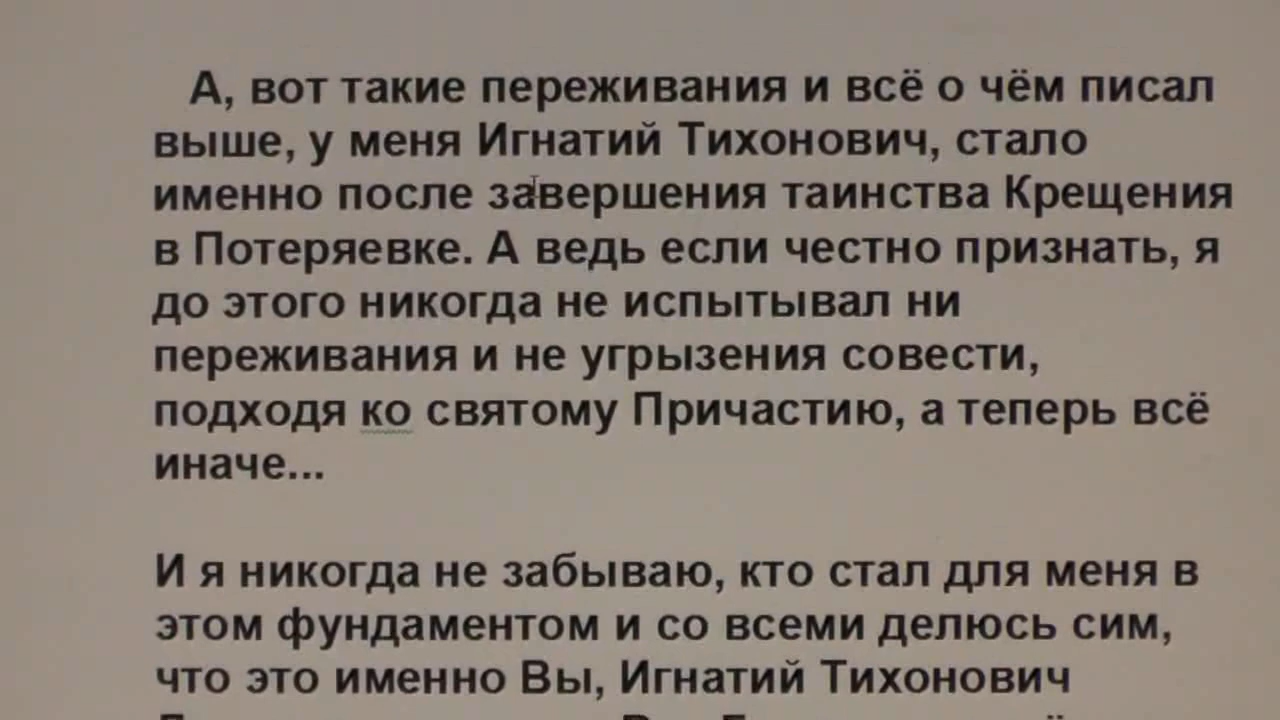 А, вот такие переживания и всё о чём писал
выше, у меня Игнатий Тихонович, стало
именно после завершения таинства Крещения
в Потеряевке. А ведь если честно признать, я
до этого никогда не испытывал ни
переживания и не угрызения совести,
подходя ко святому Причастию, а теперь всё
иначе...
И я никогда не забываю, кто стал для меня в
этом фундаментом и со всеми делюсь сим,
что это именно Вы, Игнатий Тихонович